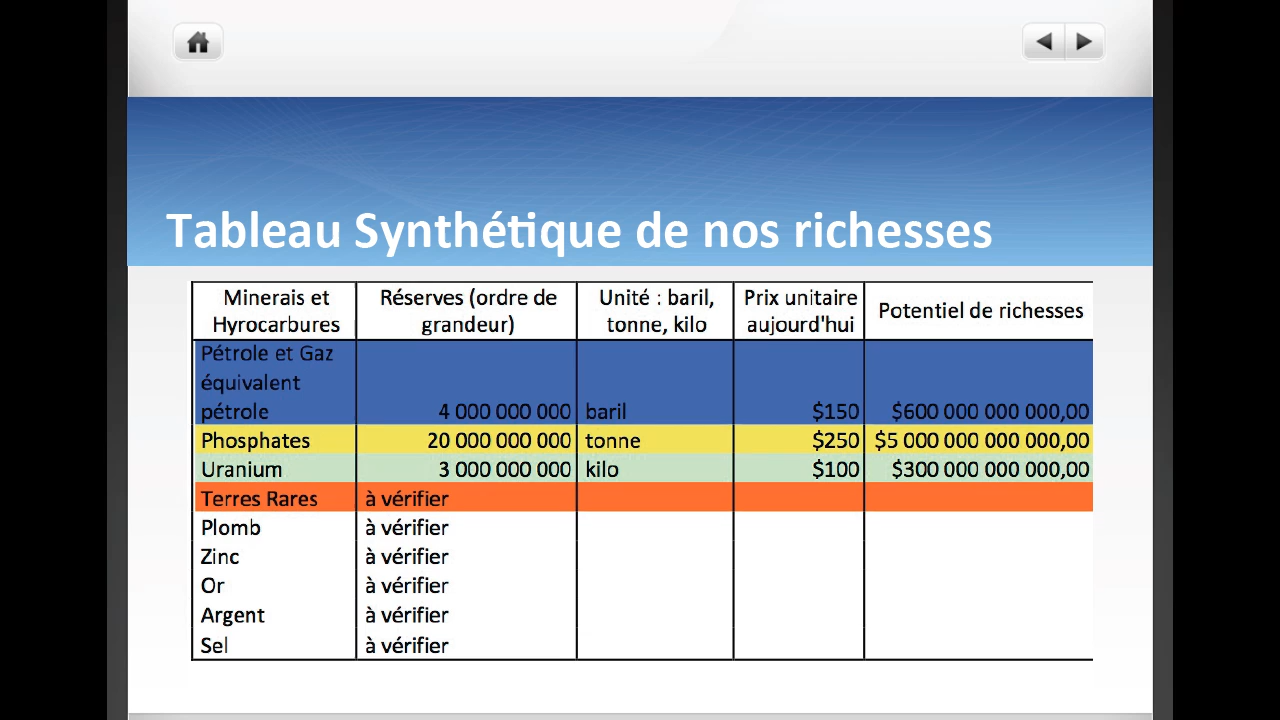 Tableau Synthétique de nos richesses
Minerais et Hyrocarbures Réserves (ordre de grandeur) Unité : baril, tonne, kilo Prix unitaire aujourd'hui Potentiel de richesses
Pétrole et Gaz
équivalent
pétrole 4 000 000 000 baril $150 $600 000 000 000,00
Phosphates 20 000 000 000 tonne $250 $5 000 000 000 000,00
Uranium 3 000 000 000 kilo $100 $300 000 000 000,00
Terres Rares à vérifier
Plomb à vérifier
Zinc à vérifier
Or à vérifier
Argent à vérifier
Sel à vérifier